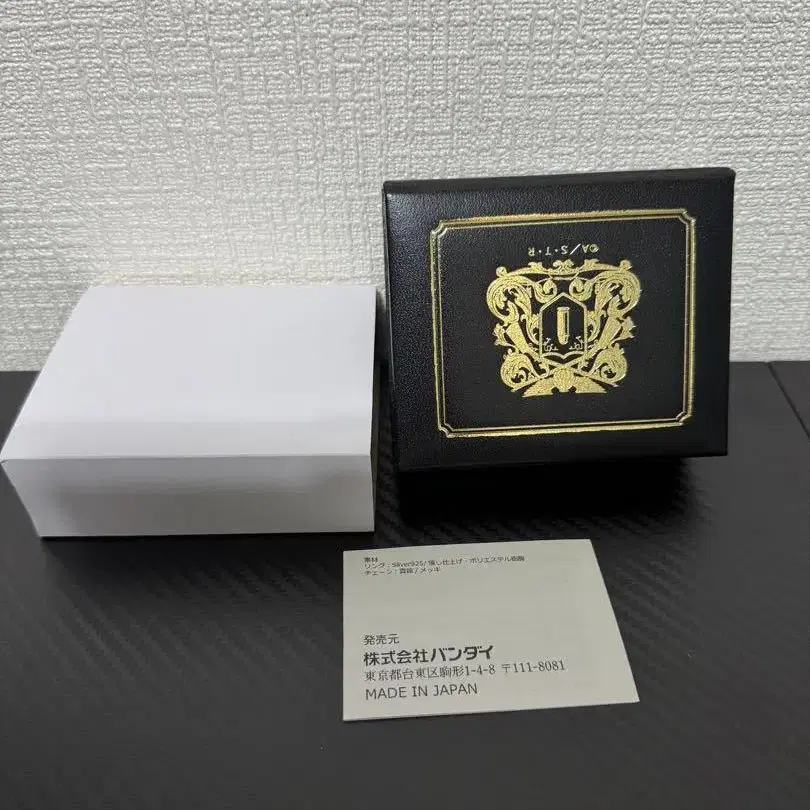 ©A/S・T・R
素材
リング：Silver925/ 燻し仕上げ・ポリエステル樹脂
チェーン：真鍮 / メッキ
発売元
株式会社バンダイ
東京都台東区駒形1-4-8 〒111-8081
MADE IN JAPAN